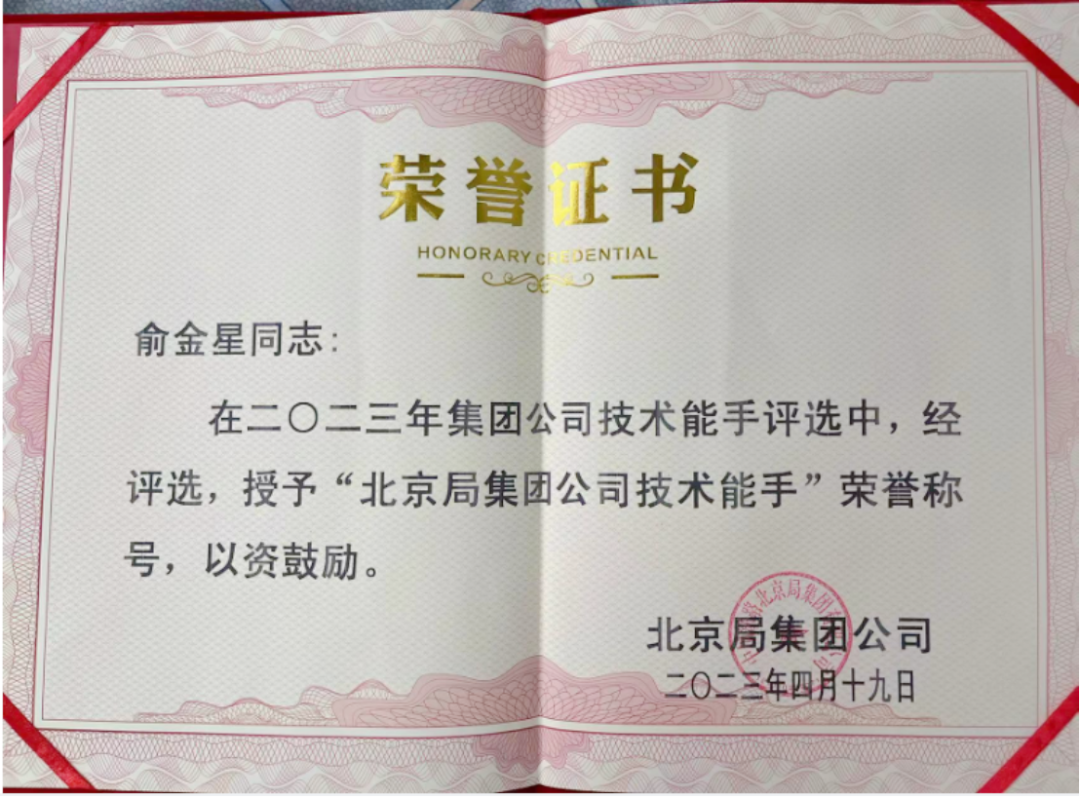 荣誉证书
HONORARY CREDENTIAL
俞金星同志：
在二〇二三年集团公司技术能手评选中，经
评选，授予“北京局集团公司技术能手”荣誉称
号，以资鼓励。
北京局集团公司
二〇二三年四月十九日